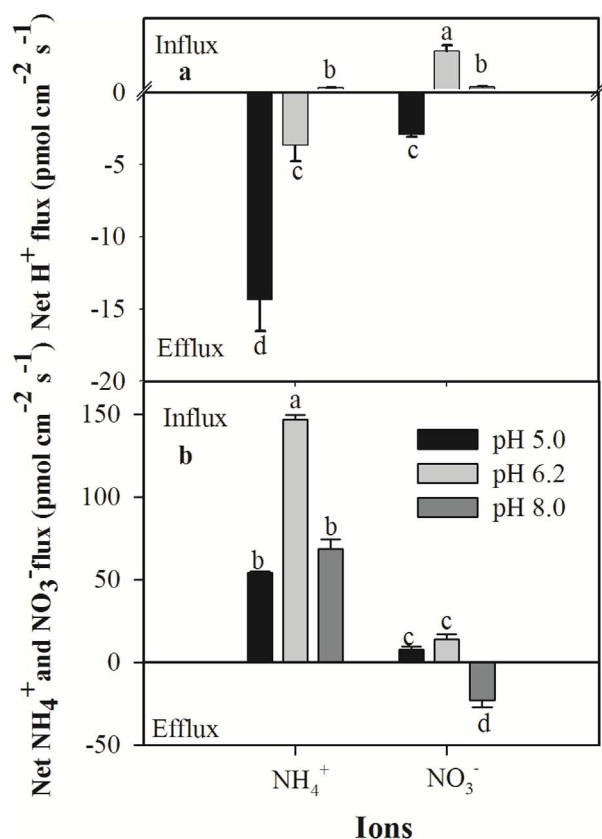 Net H⁺ flux (pmol cm⁻² s⁻¹)
Influx
a
a
b
b
0
-5
-10
-15
-20
c
c
d
Efflux
Net NH₄⁺ and NO₃⁻ flux (pmol cm⁻² s⁻¹)
150
100
50
0
-50
Influx
b
a
b
b
c c
d
Efflux
pH 5.0
pH 6.2
pH 8.0
NH₄⁺ NO₃⁻
Ions